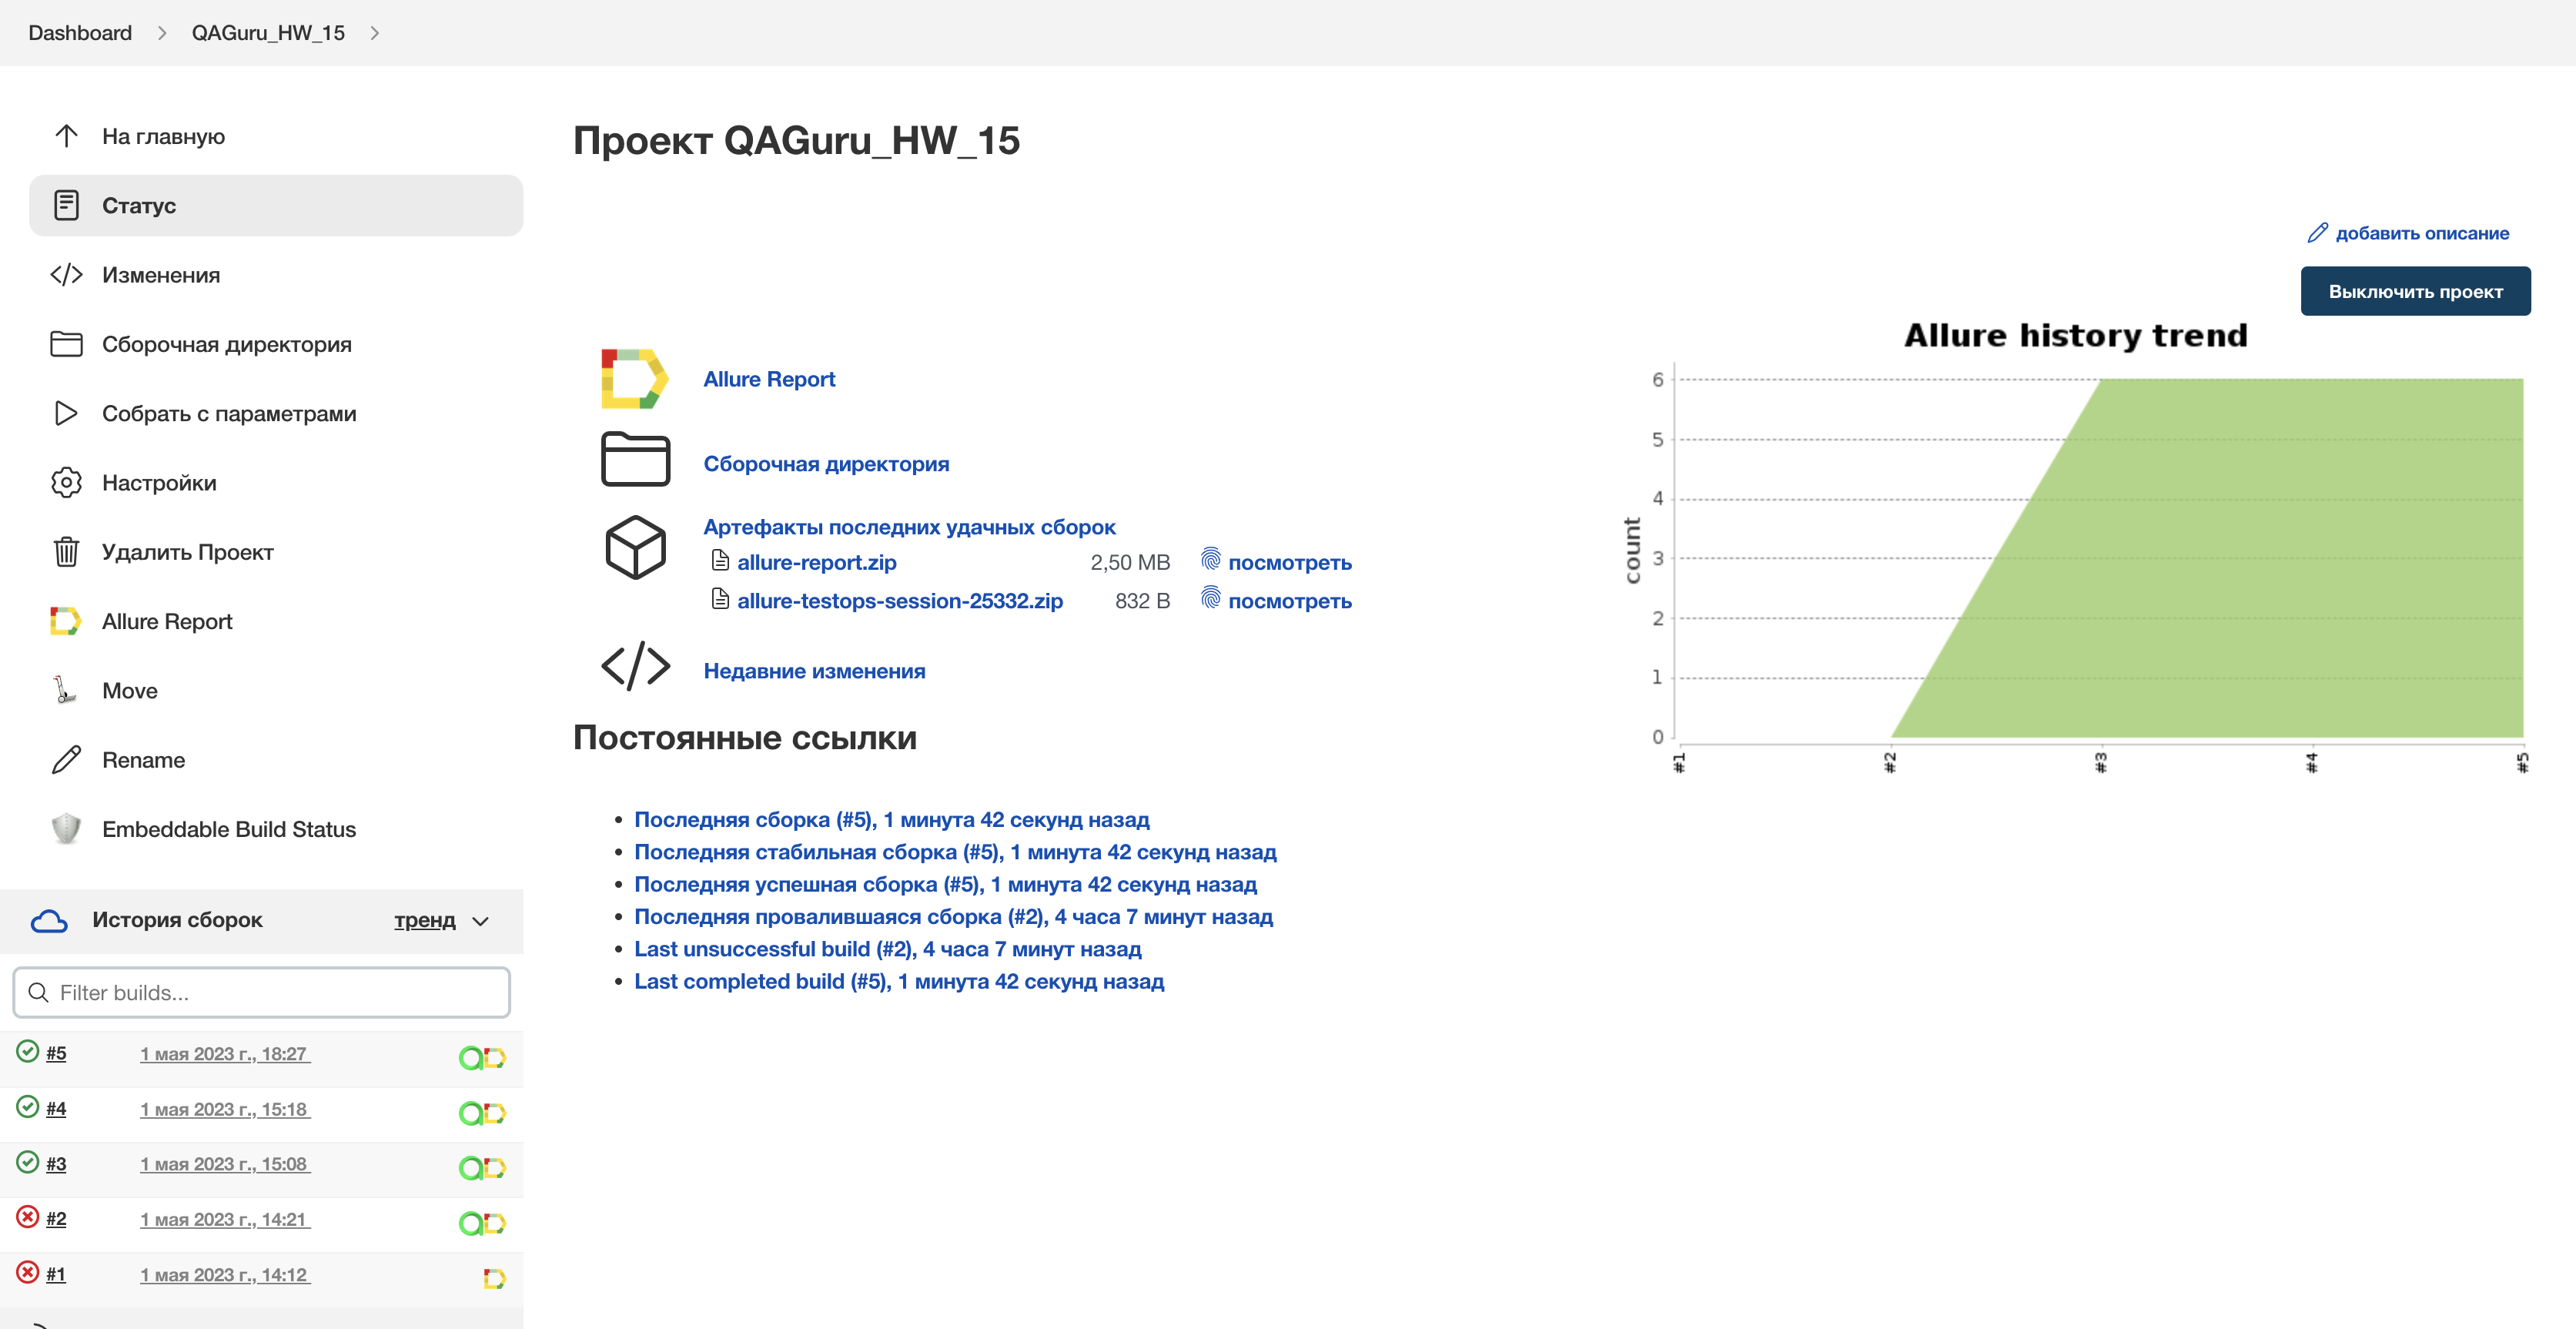 Dashboard
QAGuru_HW_15
На главную
Статус
Изменения
Сборочная директория
Собрать с параметрами
Настройки
Удалить Проект
Allure Report
Move
Rename
Embeddable Build Status
История сборок
тренд
Filter builds...
#5 1 мая 2023 г., 18:27
#4 1 мая 2023 г., 15:18
#3 1 мая 2023 г., 15:08
#2 1 мая 2023 г., 14:21
#1 1 мая 2023 г., 14:12
Проект QAGuru_HW_15
добавить описание
Выключить проект
Allure Report
Сборочная директория
Артефакты последних удачных сборок
allure-report.zip 2,50 MB посмотреть
allure-testops-session-25332.zip 832 B посмотреть
Недавние изменения
Постоянные ссылки
Последняя сборка (#5), 1 минута 42 секунд назад
Последняя стабильная сборка (#5), 1 минута 42 секунд назад
Последняя успешная сборка (#5), 1 минута 42 секунд назад
Последняя провалившаяся сборка (#2), 4 часа 7 минут назад
Last unsuccessful build (#2), 4 часа 7 минут назад
Last completed build (#5), 1 минута 42 секунд назад
Allure history trend
count
6
5
4
3
2
1
0
#1
#2
#3
#4
#5